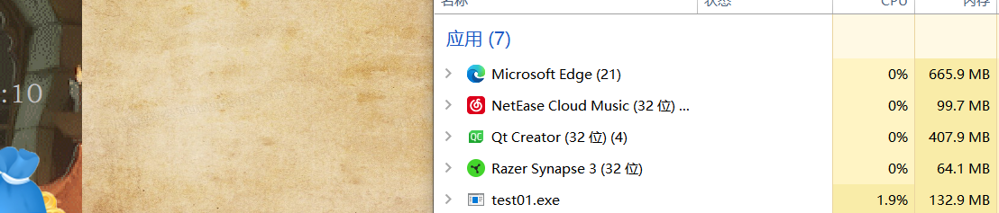 名称 状态 CPU 内存
应用 (7)
:10
Microsoft Edge (21) 0% 665.9 MB
NetEase Cloud Music (32 位) ... 0% 99.7 MB
Qt Creator (32 位) (4) 0% 407.9 MB
Razer Synapse 3 (32 位) 0% 64.1 MB
test01.exe 1.9% 132.9 MB